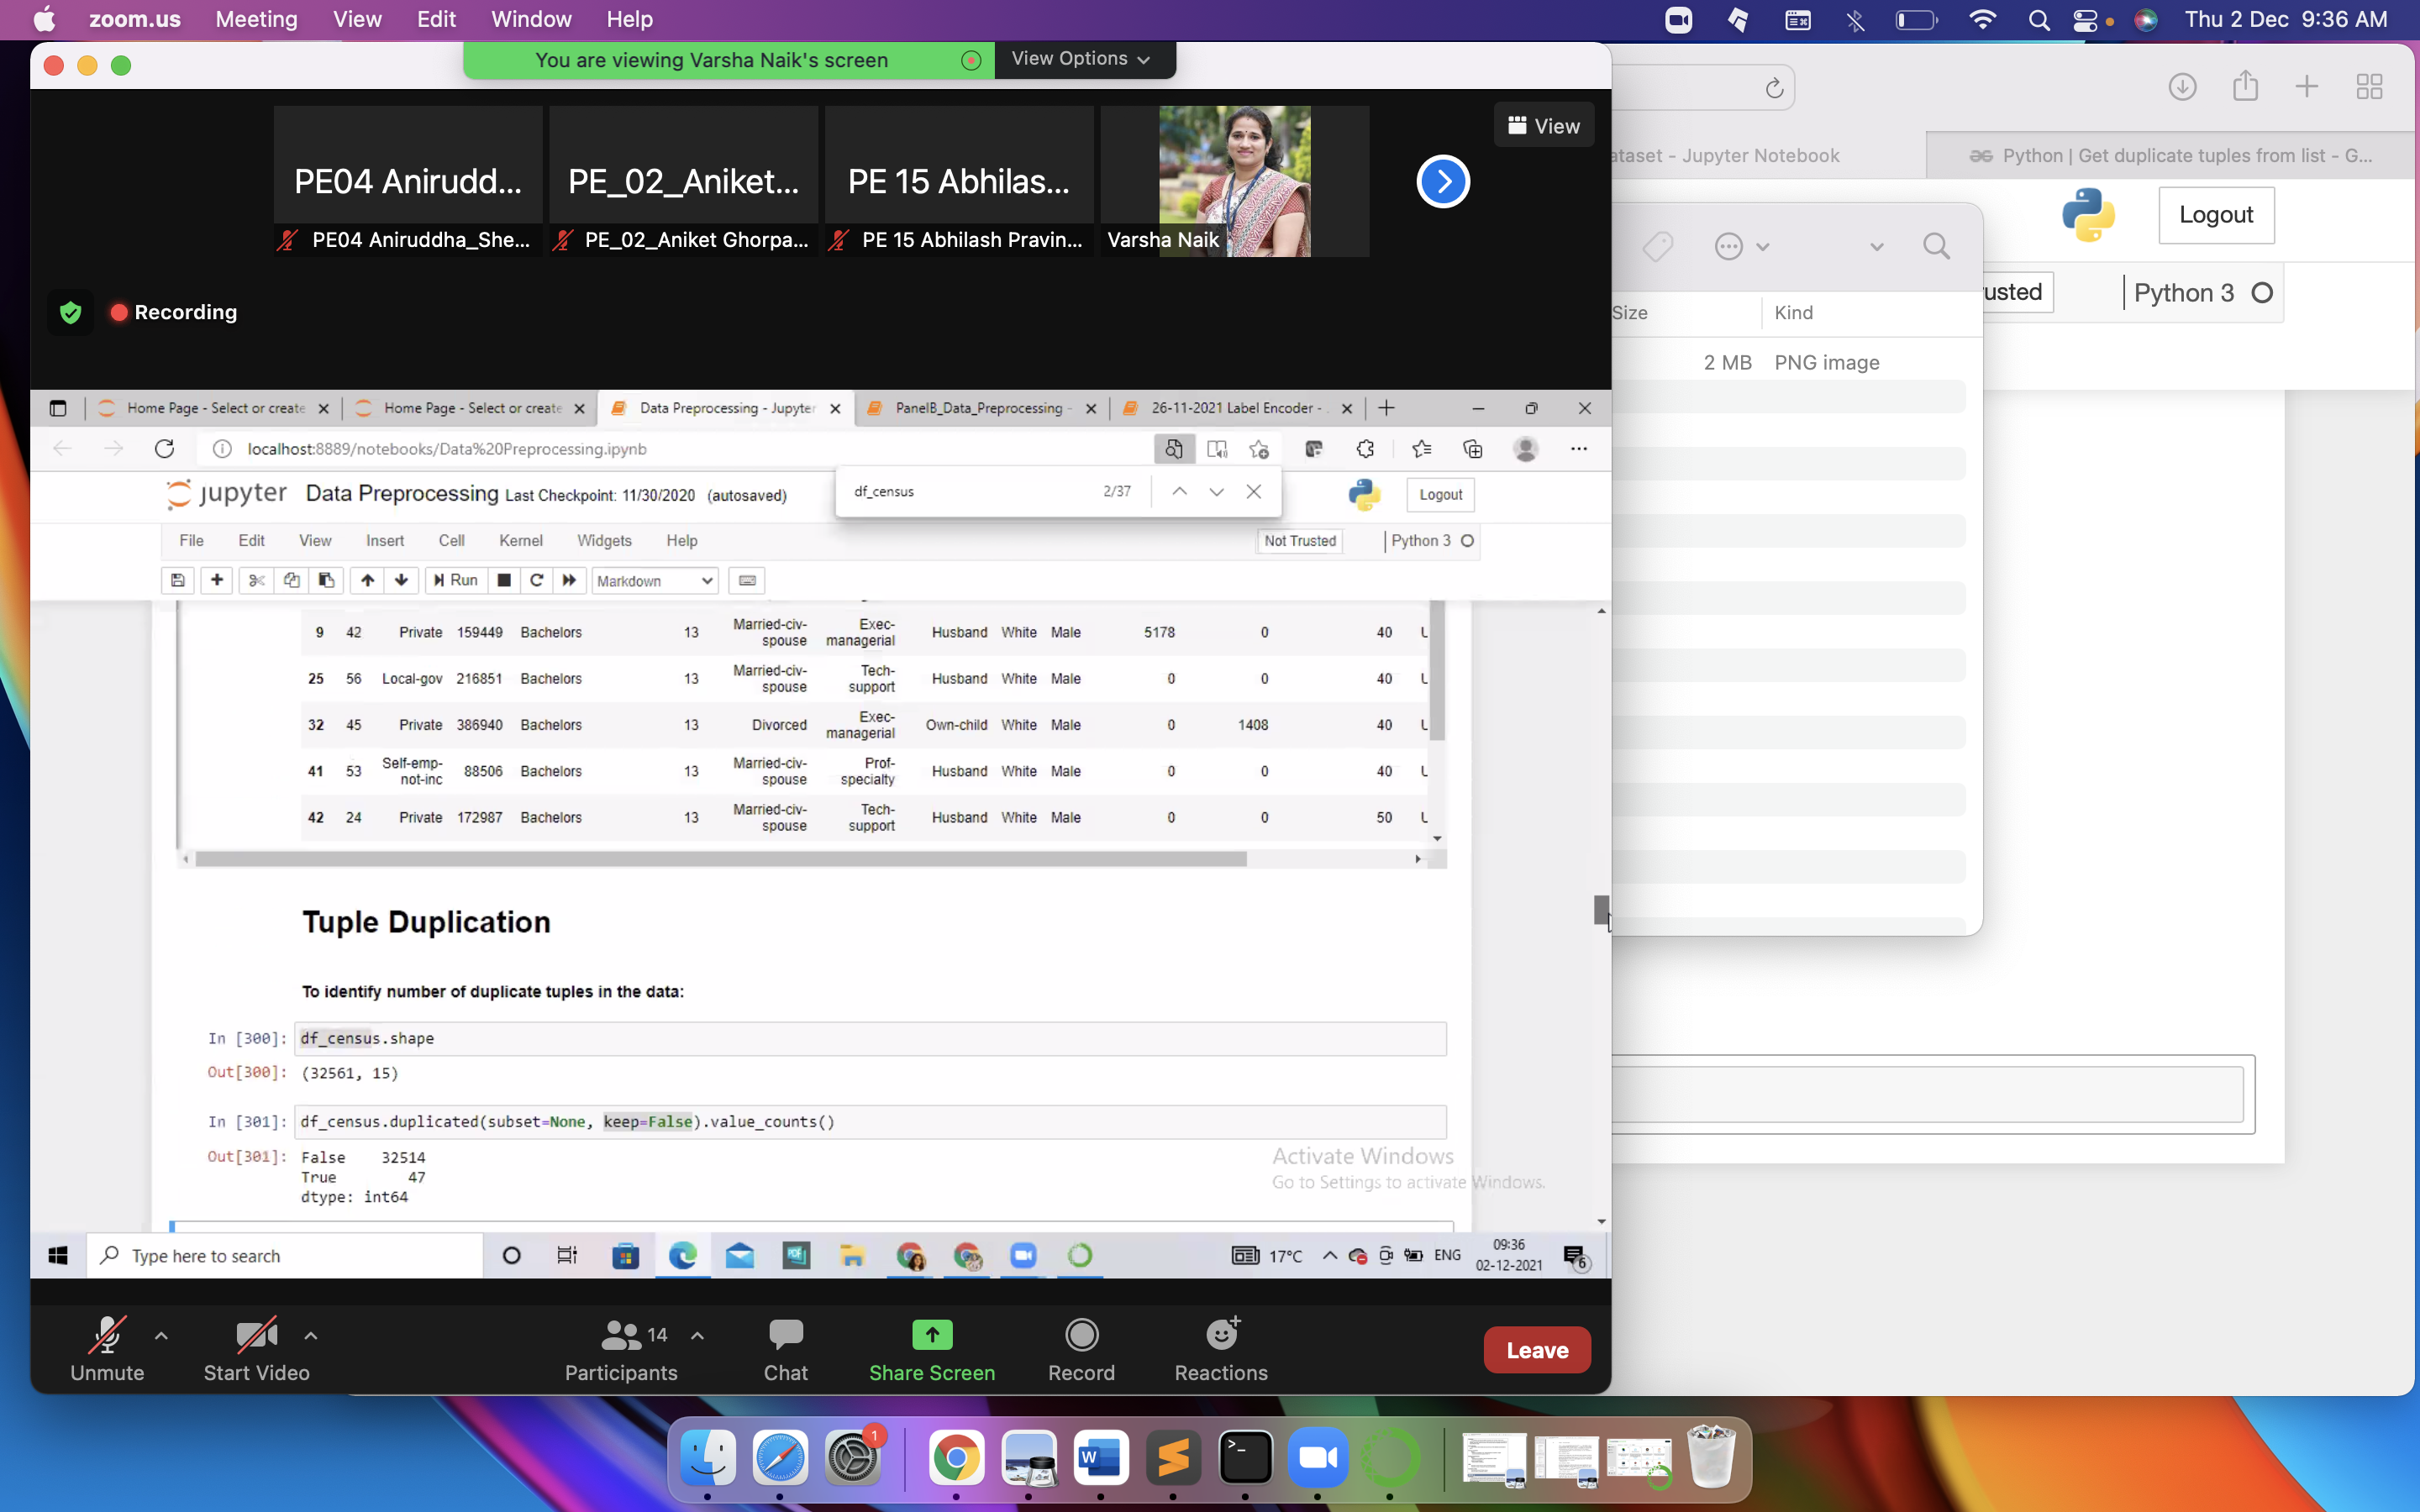 zoom.us Meeting View Edit Window Help Thu 2 Dec 9:36 AM
You are viewing Varsha Naik's screen View Options
PE04 Anirudd... PE_02_Aniket... PE 15 Abhilas... View
PE04 Aniruddha_She... PE_02_Aniket Ghorpa... PE 15 Abhilash Pravin... Varsha Naik
Recording
ataset - Jupyter Notebook Python | Get duplicate tuples from list - G...
Logout
usted Python 3
Size Kind
2 MB PNG image
Home Page - Select or create Home Page - Select or create Data Preprocessing - Jupyter PanelB_Data_Preprocessing - 26-11-2021 Label Encoder -
localhost:8889/notebooks/Data%20Preprocessing.ipynb
jupyter Data Preprocessing Last Checkpoint: 11/30/2020 (autosaved) df_census 2/37 Logout
File Edit View Insert Cell Kernel Widgets Help Not Trusted Python 3
Run Markdown
9 42 Private 159449 Bachelors 13 Married-civ-spouse Exec-managerial Husband White Male 5178 0 40
25 56 Local-gov 216851 Bachelors 13 Married-civ-spouse Tech-support Husband White Male 0 0 40
32 45 Private 386940 Bachelors 13 Divorced Exec-managerial Own-child White Male 0 1408 40
41 53 Self-emp-not-inc 88506 Bachelors 13 Married-civ-spouse Prof-specialty Husband White Male 0 0 40
42 24 Private 172987 Bachelors 13 Married-civ-spouse Tech-support Husband White Male 0 0 50
Tuple Duplication
To identify number of duplicate tuples in the data:
In [300]: df_census.shape
Out[300]: (32561, 15)
In [301]: df_census.duplicated(subset=None, keep=False).value_counts()
Out[301]: False 32514
True 47
dtype: int64
Activate Windows
Go to Settings to activate Windows.
Type here to search 17°C ENG 09:36
02-12-2021 6
Unmute Start Video 14 Participants Chat Share Screen Record Reactions Leave
1